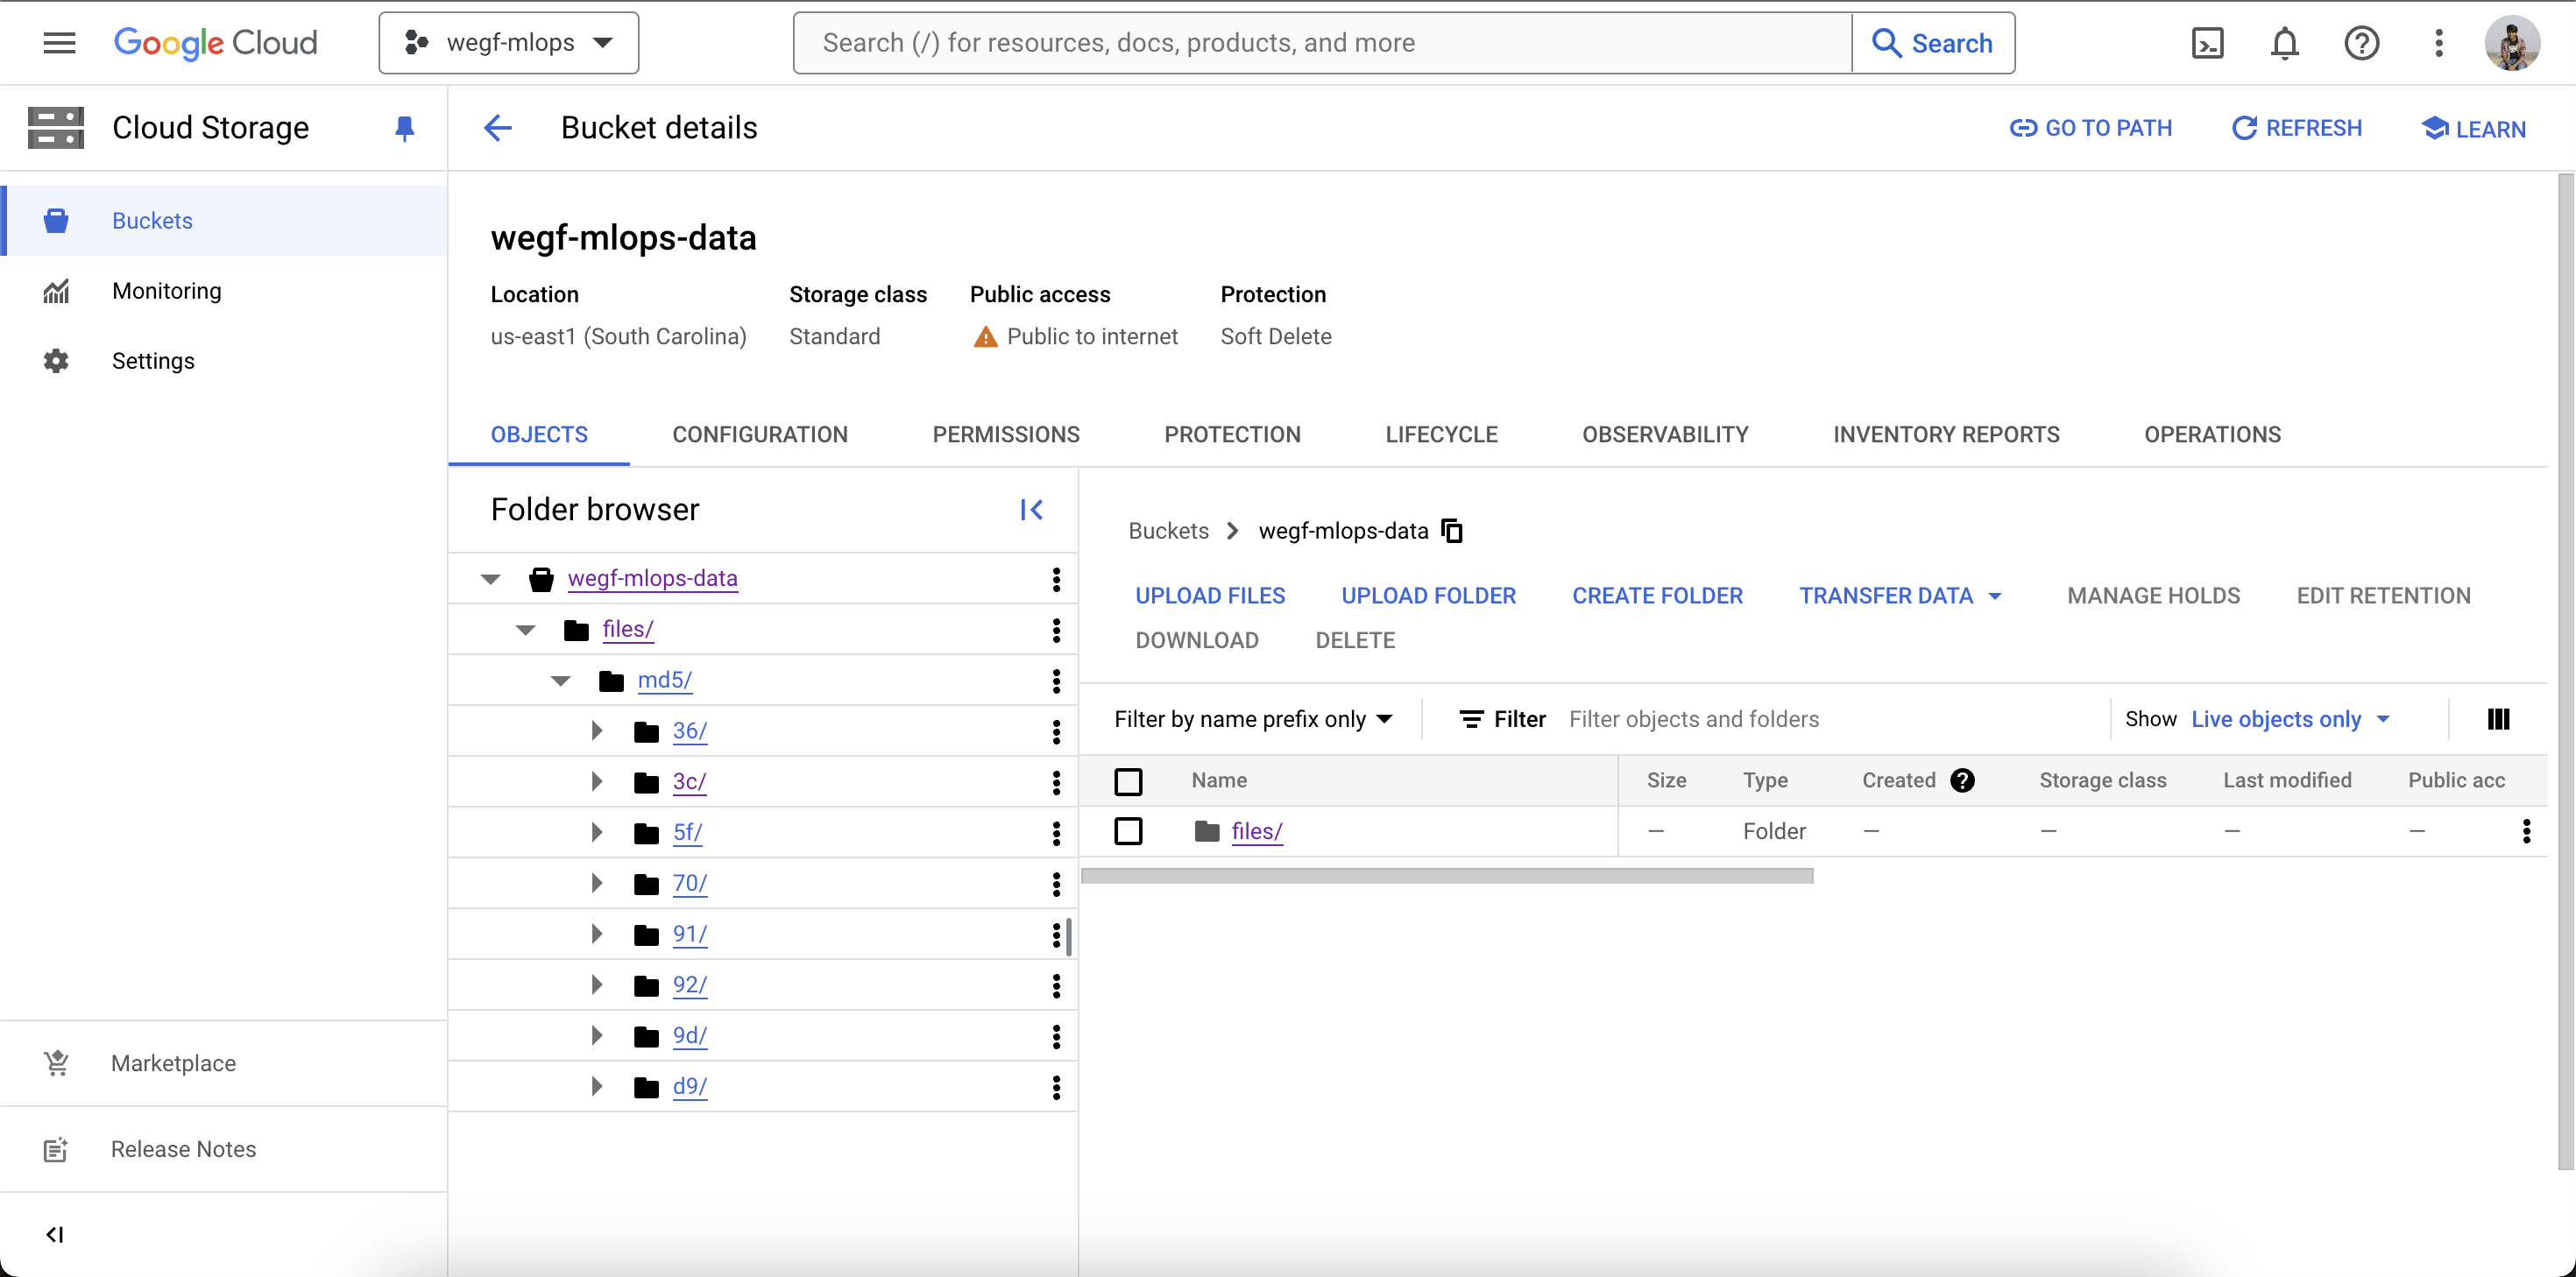 Google Cloud
wegf-mlops
Search (/) for resources, docs, products, and more
Search
Cloud Storage
Bucket details
GO TO PATH
REFRESH
LEARN
Buckets
Monitoring
Settings
Marketplace
Release Notes
wegf-mlops-data
Location Storage class Public access Protection
us-east1 (South Carolina) Standard Public to internet Soft Delete
OBJECTS CONFIGURATION PERMISSIONS PROTECTION LIFECYCLE OBSERVABILITY INVENTORY REPORTS OPERATIONS
Folder browser
wegf-mlops-data
files/
md5/
36/
3c/
5f/
70/
91/
92/
9d/
d9/
Buckets > wegf-mlops-data
UPLOAD FILES UPLOAD FOLDER CREATE FOLDER TRANSFER DATA MANAGE HOLDS EDIT RETENTION
DOWNLOAD DELETE
Filter by name prefix only Filter Filter objects and folders Show Live objects only
Name Size Type Created Storage class Last modified Public acc
files/ — Folder — — — —